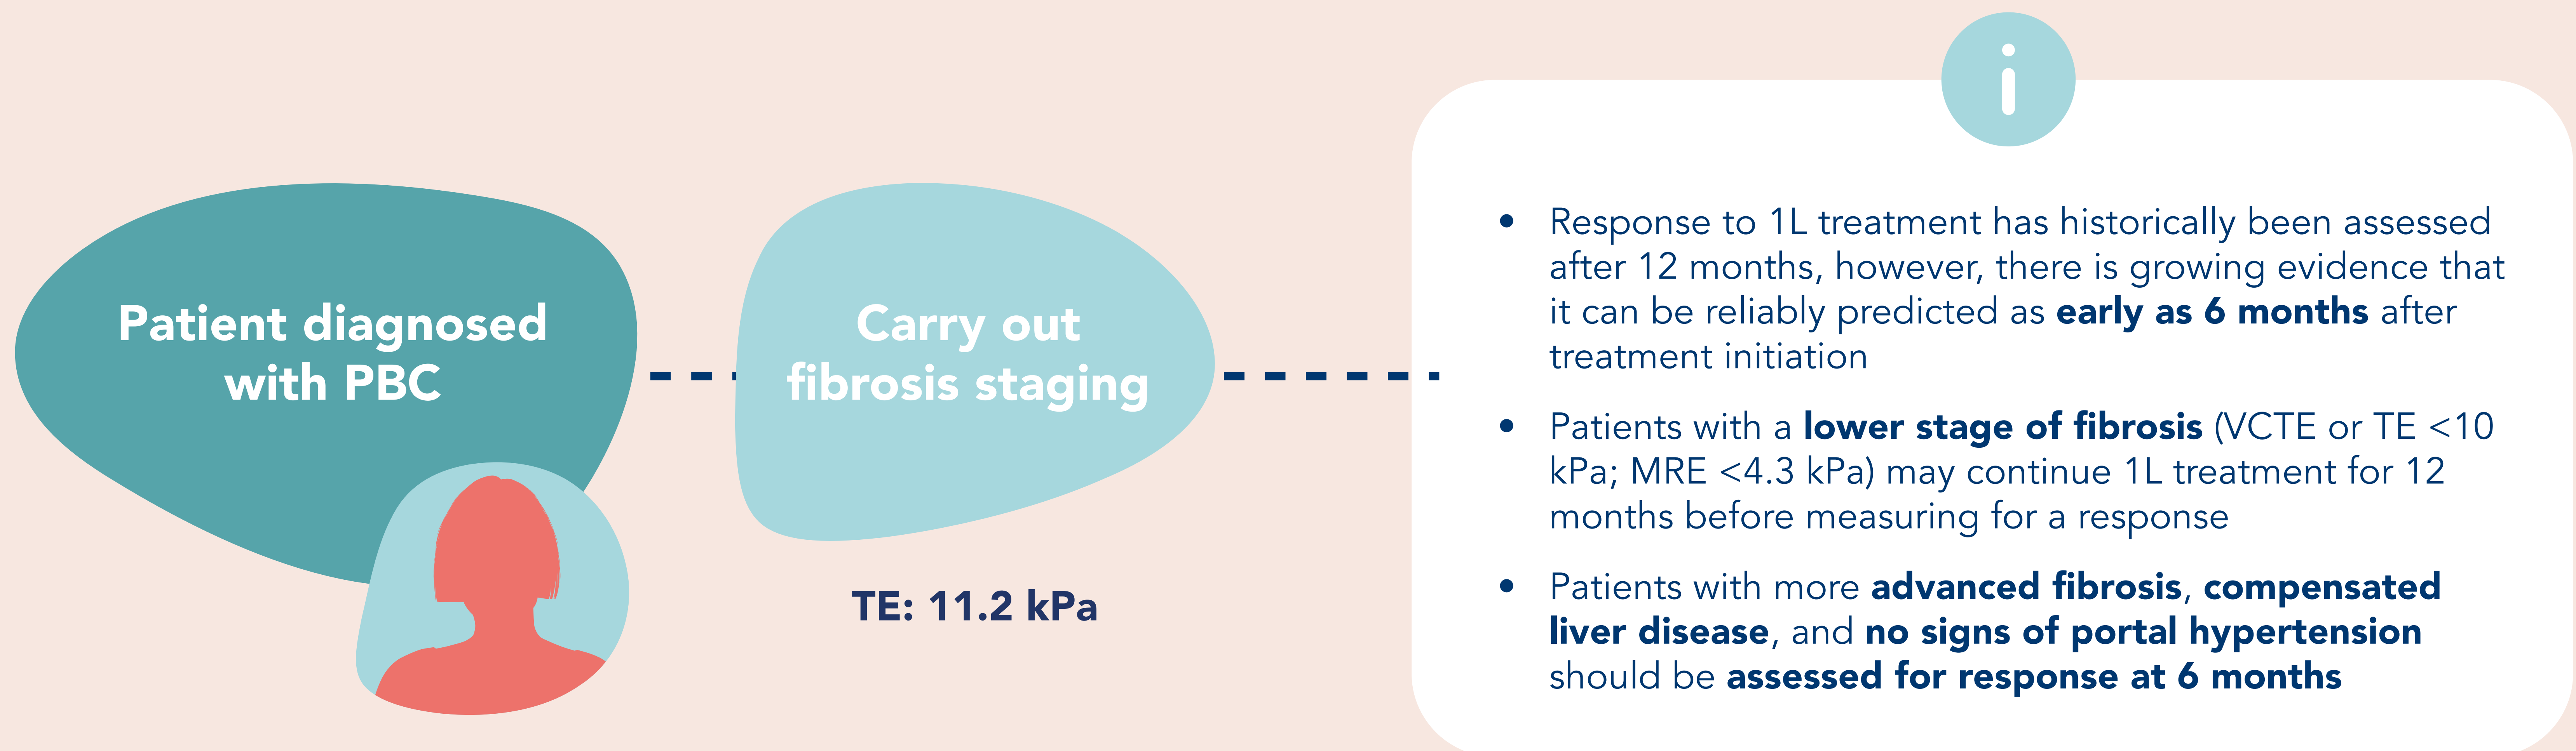 Patient diagnosed
with PBC
Carry out
fibrosis staging
TE: 11.2 kPa
i
• Response to 1L treatment has historically been assessed
after 12 months, however, there is growing evidence that
it can be reliably predicted as early as 6 months after
treatment initiation
• Patients with a lower stage of fibrosis (VCTE or TE <10
kPa; MRE <4.3 kPa) may continue 1L treatment for 12
months before measuring for a response
• Patients with more advanced fibrosis, compensated
liver disease, and no signs of portal hypertension
should be assessed for response at 6 months